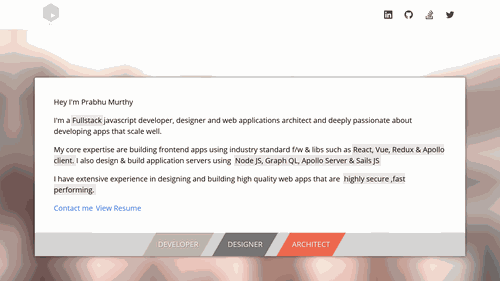 Hey I'm Prabhu Murthy
I'm a Fullstack javascript developer, designer and web applications architect and deeply passionate about
developing apps that scale well.
My core expertise are building frontend apps using industry standard f/w & libs such as React, Vue, Redux & Apollo
client. I also design & build application servers using Node JS, Graph QL, Apollo Server & Sails JS
I have extensive experience in designing and building high quality web apps that are highly secure ,fast
performing.
Contact me View Resume
DEVELOPER DESIGNER ARCHITECT